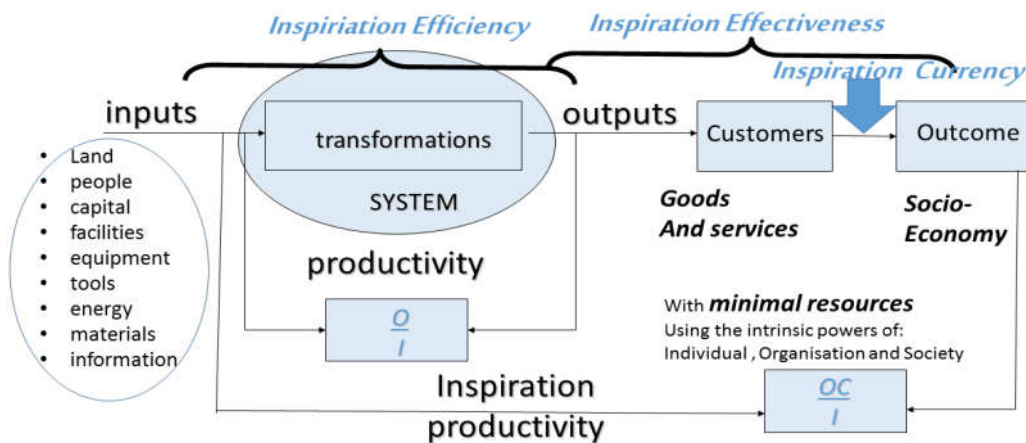 Inspiriation Efficiency
Inspiration Effectiveness
Inspiration Currency
inputs
transformations
SYSTEM
outputs
Customers
Outcome
• Land
• people
• capital
• facilities
• equipment
• tools
• energy
• materials
• information
Goods
And services
Socio-
Economy
productivity
O
I
With minimal resources
Using the intrinsic powers of:
Individual , Organisation and Society
Inspiration
productivity
OC
I